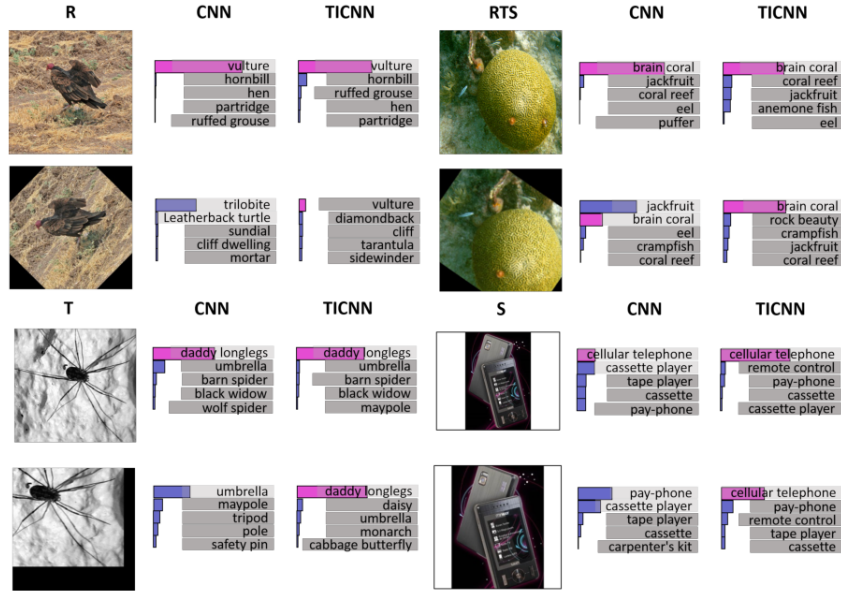 R CNN TICNN RTS CNN TICNN
vulture
hornbill
hen
partridge
ruffed grouse
vulture
hornbill
ruffed grouse
hen
partridge
brain coral
jackfruit
coral reef
eel
puffer
brain coral
coral reef
jackfruit
anemone fish
eel
trilobite
Leatherback turtle
sundial
cliff dwelling
mortar
vulture
diamondback
cliff
tarantula
sidewinder
jackfruit
brain coral
eel
crampfish
coral reef
brain coral
rock beauty
crampfish
jackfruit
coral reef
T CNN TICNN S CNN TICNN
daddy longlegs
umbrella
barn spider
black widow
wolf spider
daddy longlegs
umbrella
barn spider
black widow
maypole
cellular telephone
cassette player
tape player
cassette
pay-phone
cellular telephone
remote control
pay-phone
cassette
cassette player
umbrella
maypole
tripod
pole
safety pin
daddy longlegs
daisy
umbrella
monarch
cabbage butterfly
pay-phone
cassette player
tape player
cassette
carpenter's kit
cellular telephone
pay-phone
remote control
tape player
cassette